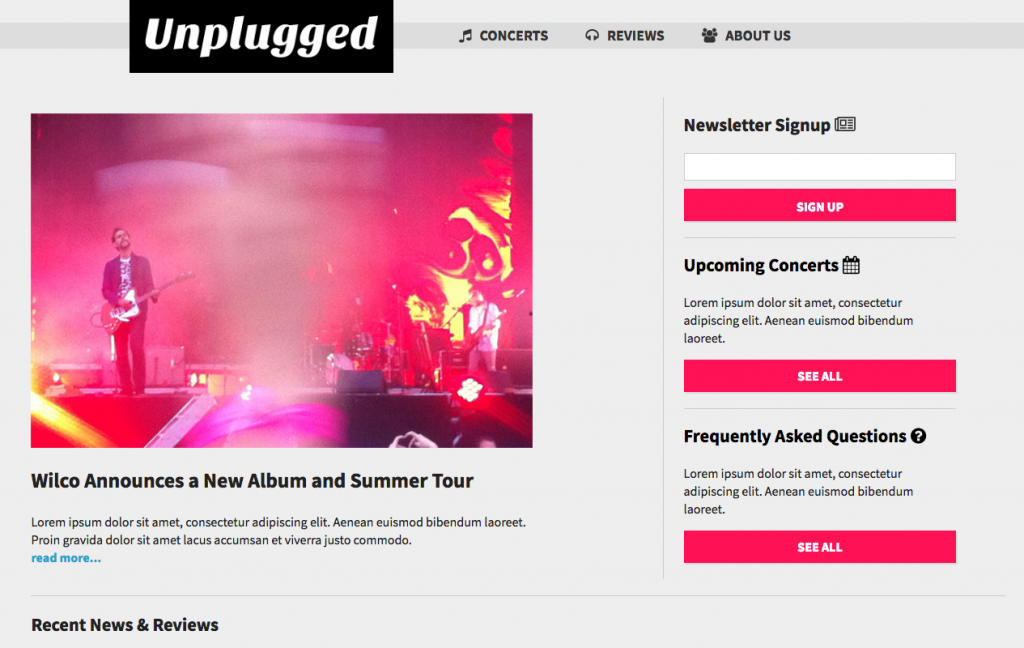 Unplugged
CONCERTS
REVIEWS
ABOUT US
Wilco Announces a New Album and Summer Tour
Lorem ipsum dolor sit amet, consectetur adipiscing elit. Aenean euismod bibendum laoreet.
Proin gravida dolor sit amet lacus accumsan et viverra justo commodo.
read more...
Newsletter Signup
SIGN UP
Upcoming Concerts
Lorem ipsum dolor sit amet, consectetur
adipiscing elit. Aenean euismod bibendum
laoreet.
SEE ALL
Frequently Asked Questions
Lorem ipsum dolor sit amet, consectetur
adipiscing elit. Aenean euismod bibendum
laoreet.
SEE ALL
Recent News & Reviews